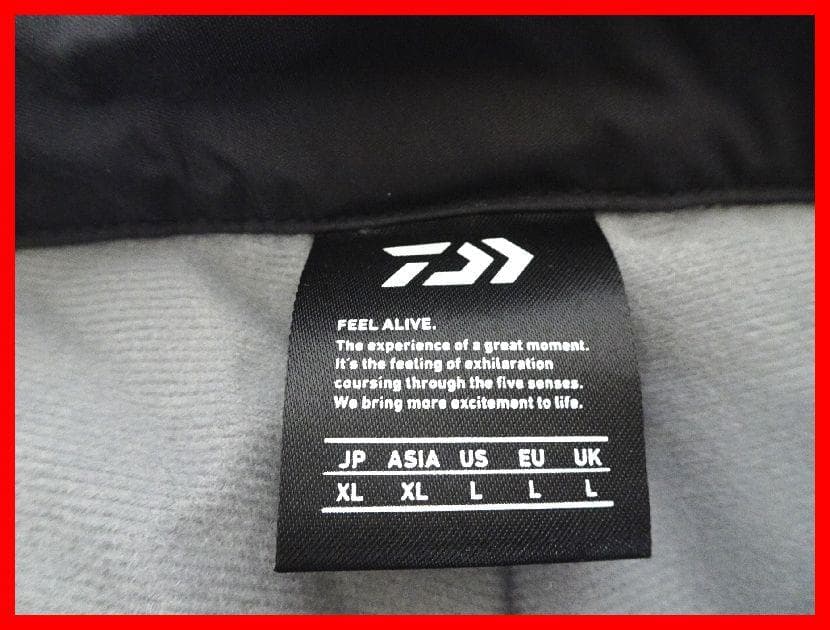 FEEL ALIVE.
The experience of a great moment.
It's the feeling of exhilaration
coursing through the five senses.
We bring more excitement to life.
JP ASIA US EU UK
XL XL L L L